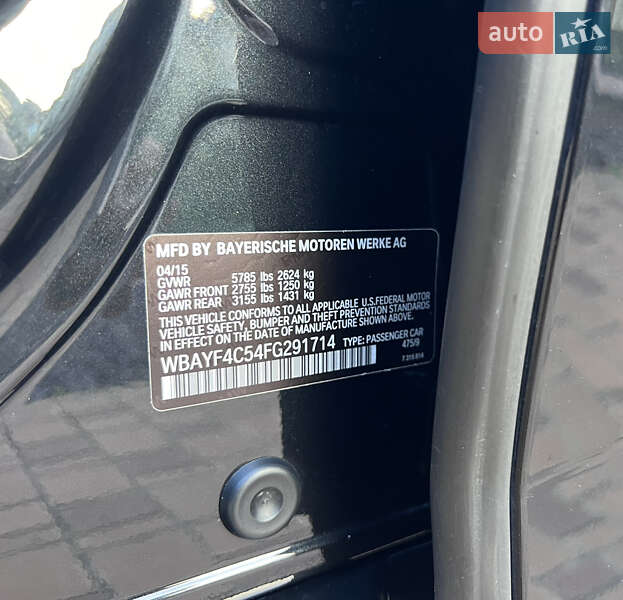 auto RIA.com
MFD BY BAYERISCHE MOTOREN WERKE AG
04/15
GVWR 5785 lbs 2624 kg
GAWR FRONT 2755 lbs 1250 kg
GAWR REAR 3155 lbs 1431 kg
THIS VEHICLE CONFORMS TO ALL APPLICABLE U.S.FEDERAL MOTOR
VEHICLE SAFETY, BUMPER AND THEFT PREVENTION STANDARDS
IN EFFECT ON THE DATE OF MANUFACTURE SHOWN ABOVE.
WBAYF4C54FG291714 TYPE: PASSENGER CAR
475/9